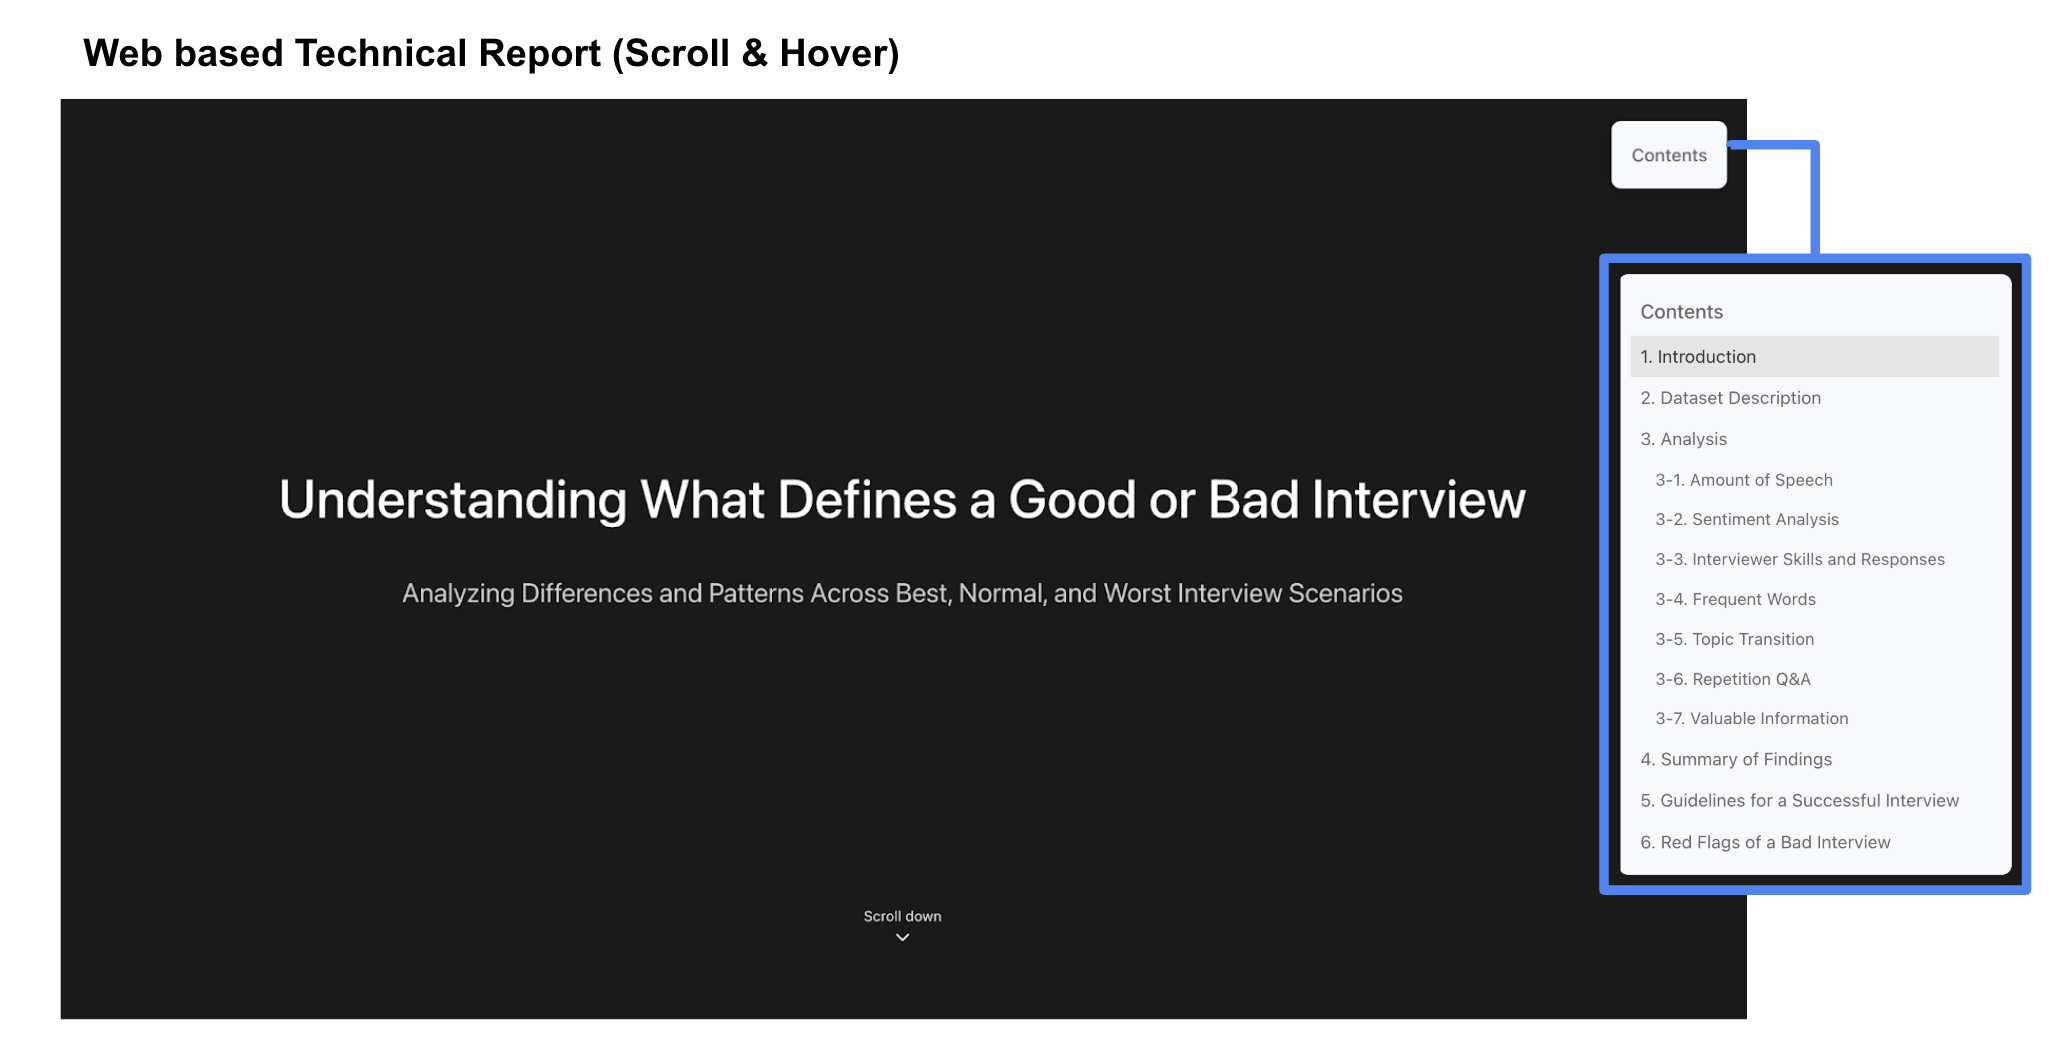 Web based Technical Report (Scroll & Hover)
Contents
Understanding What Defines a Good or Bad Interview
Analyzing Differences and Patterns Across Best, Normal, and Worst Interview Scenarios
Scroll down
Contents
1. Introduction
2. Dataset Description
3. Analysis
3-1. Amount of Speech
3-2. Sentiment Analysis
3-3. Interviewer Skills and Responses
3-4. Frequent Words
3-5. Topic Transition
3-6. Repetition Q&A
3-7. Valuable Information
4. Summary of Findings
5. Guidelines for a Successful Interview
6. Red Flags of a Bad Interview